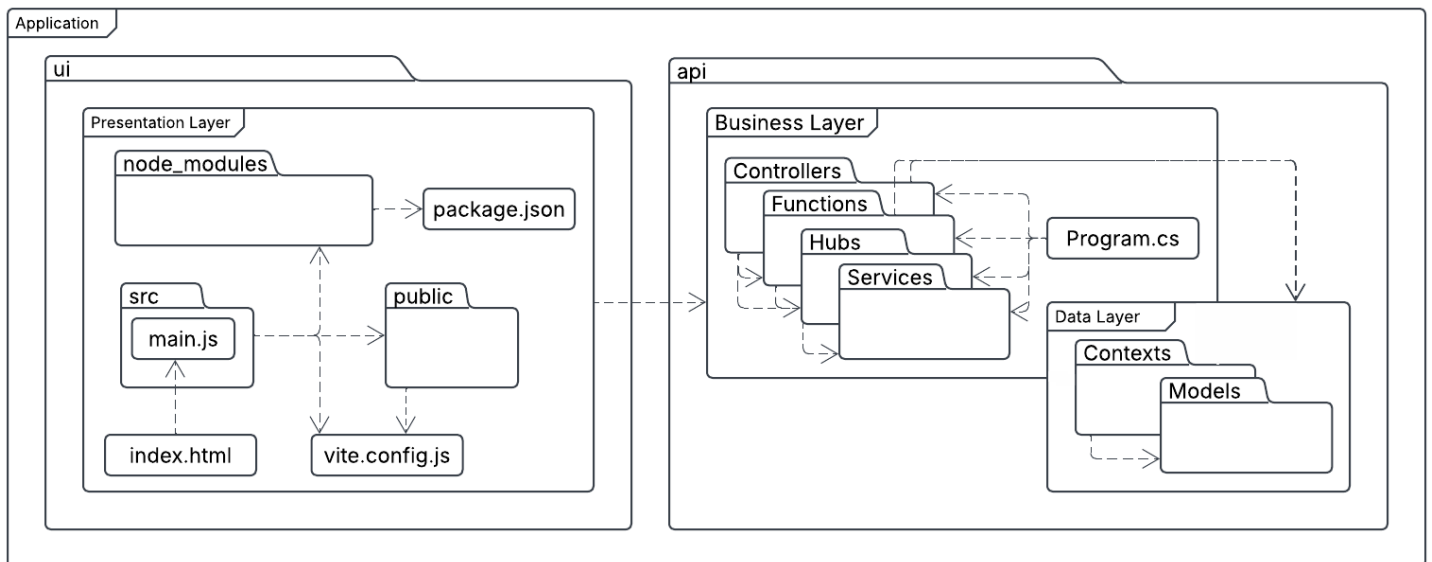 Application
ui
api
Presentation Layer
Business Layer
node_modules
package.json
Controllers
Functions
Hubs
Services
Program.cs
src
main.js
public
index.html
vite.config.js
Data Layer
Contexts
Models